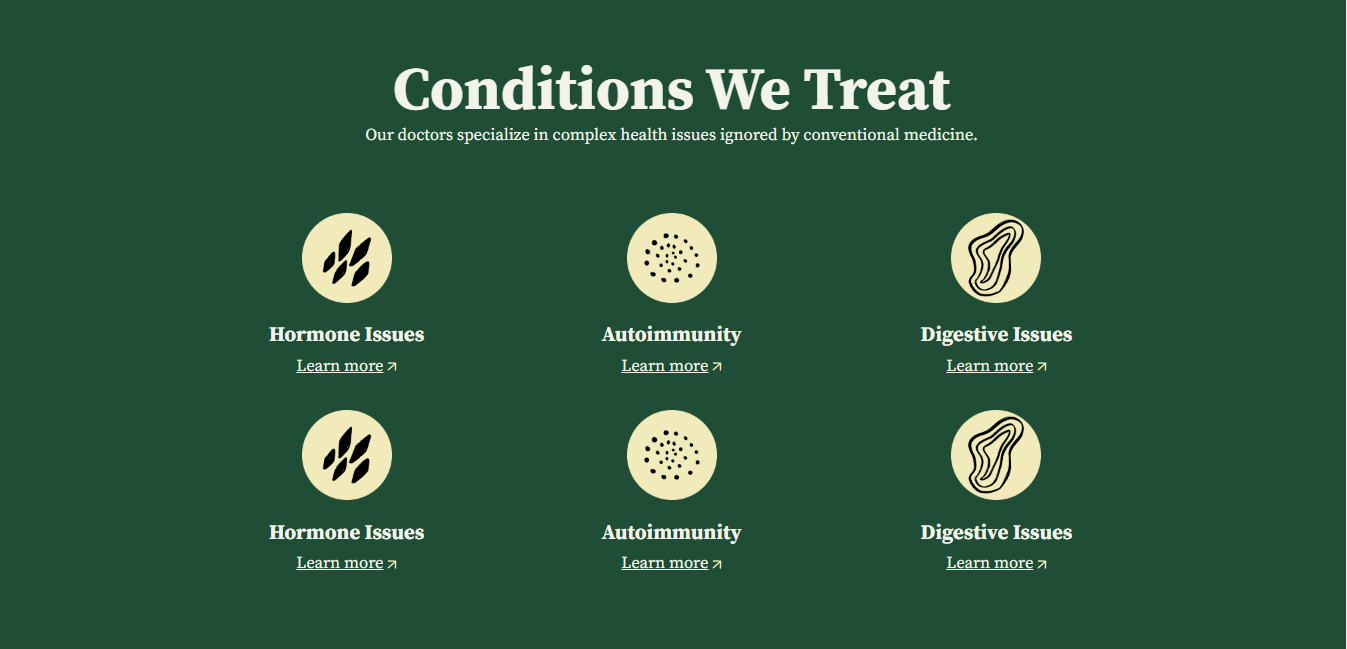 Conditions We Treat
Our doctors specialize in complex health issues ignored by conventional medicine.
Hormone Issues
Autoimmunity
Digestive Issues
Learn more
Learn more
Learn more
Hormone Issues
Autoimmunity
Digestive Issues
Learn more
Learn more
Learn more